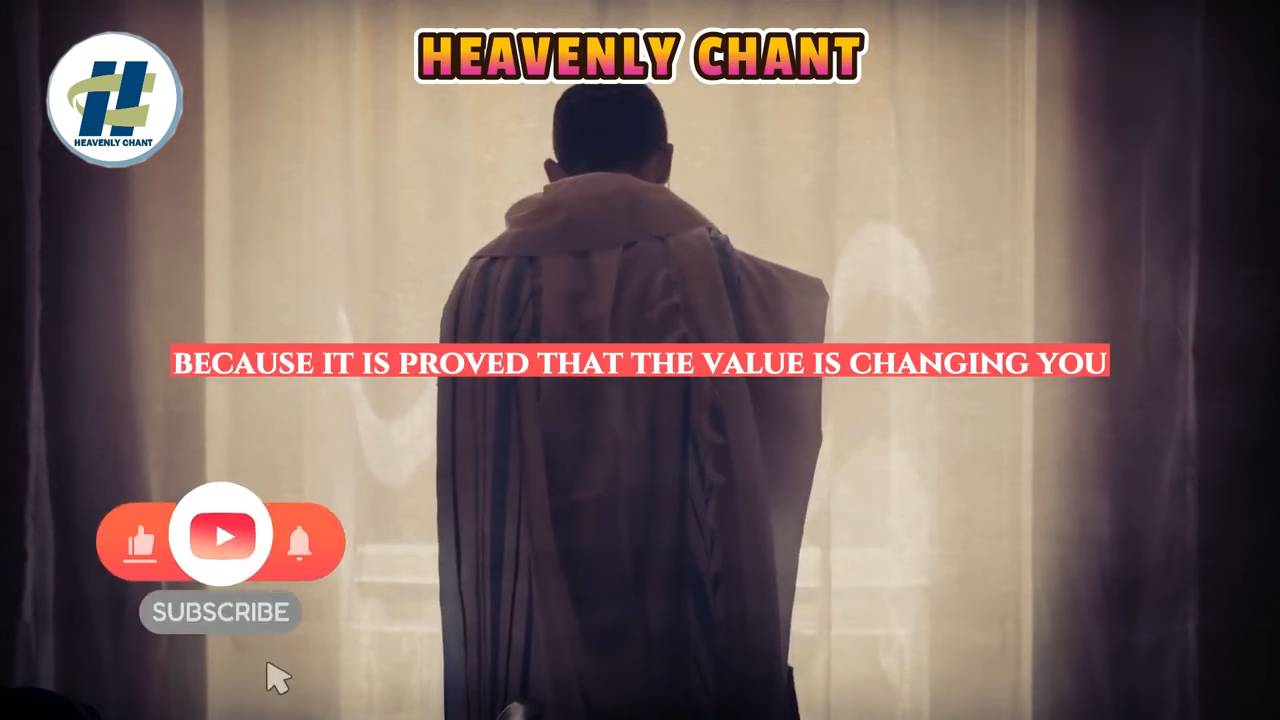 HEAVENLY CHANT
HEAVENLY CHANT
BECAUSE IT IS PROVED THAT THE VALUE IS CHANGING YOU
SUBSCRIBE